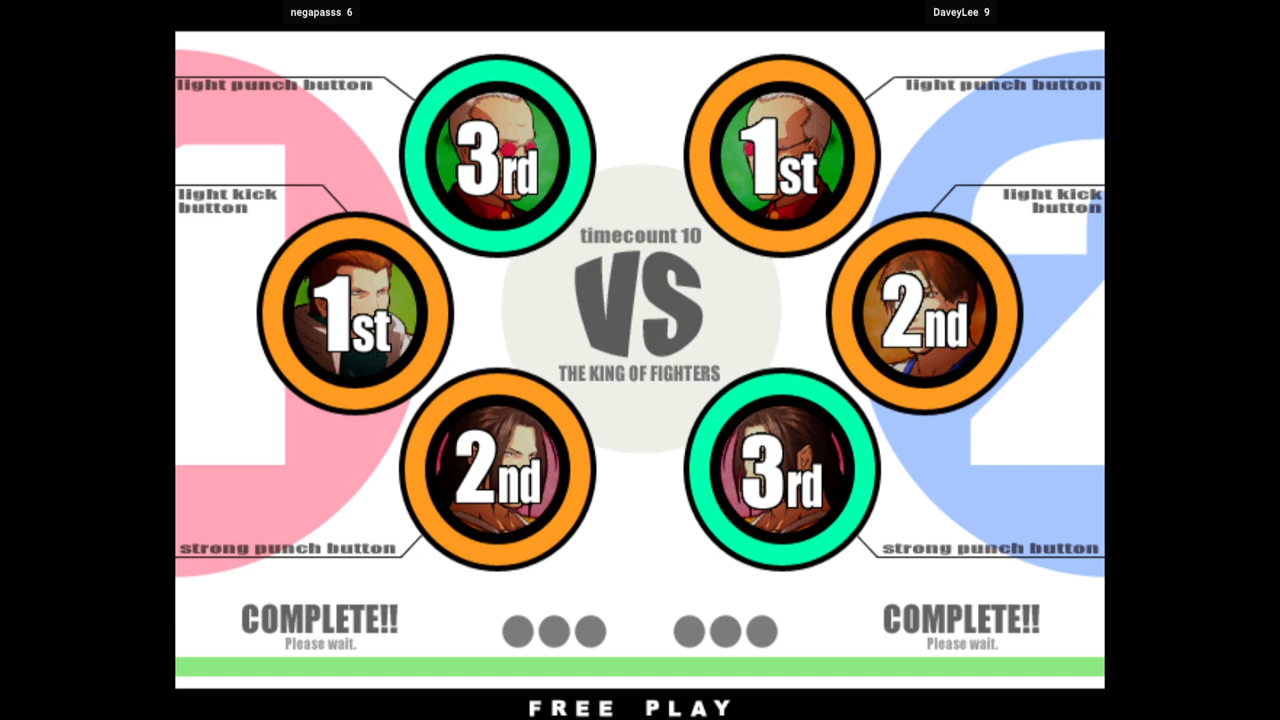 negapasss 6
DaveyLee 9
light punch button
light punch button
3rd
1st
light kick
button
light kick
button
timecount 10
VS
THE KING OF FIGHTERS
1st
2nd
2nd
3rd
strong punch button
strong punch button
COMPLETE!!
Please wait.
COMPLETE!!
Please wait.
FREE PLAY